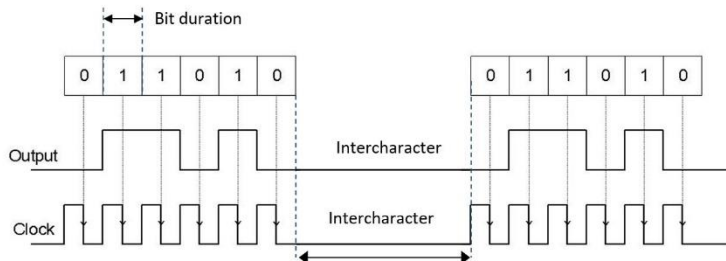 Bit duration
0 1 1 0 1 0 0 1 1 0 1 0
Output
Intercharacter
Clock
Intercharacter